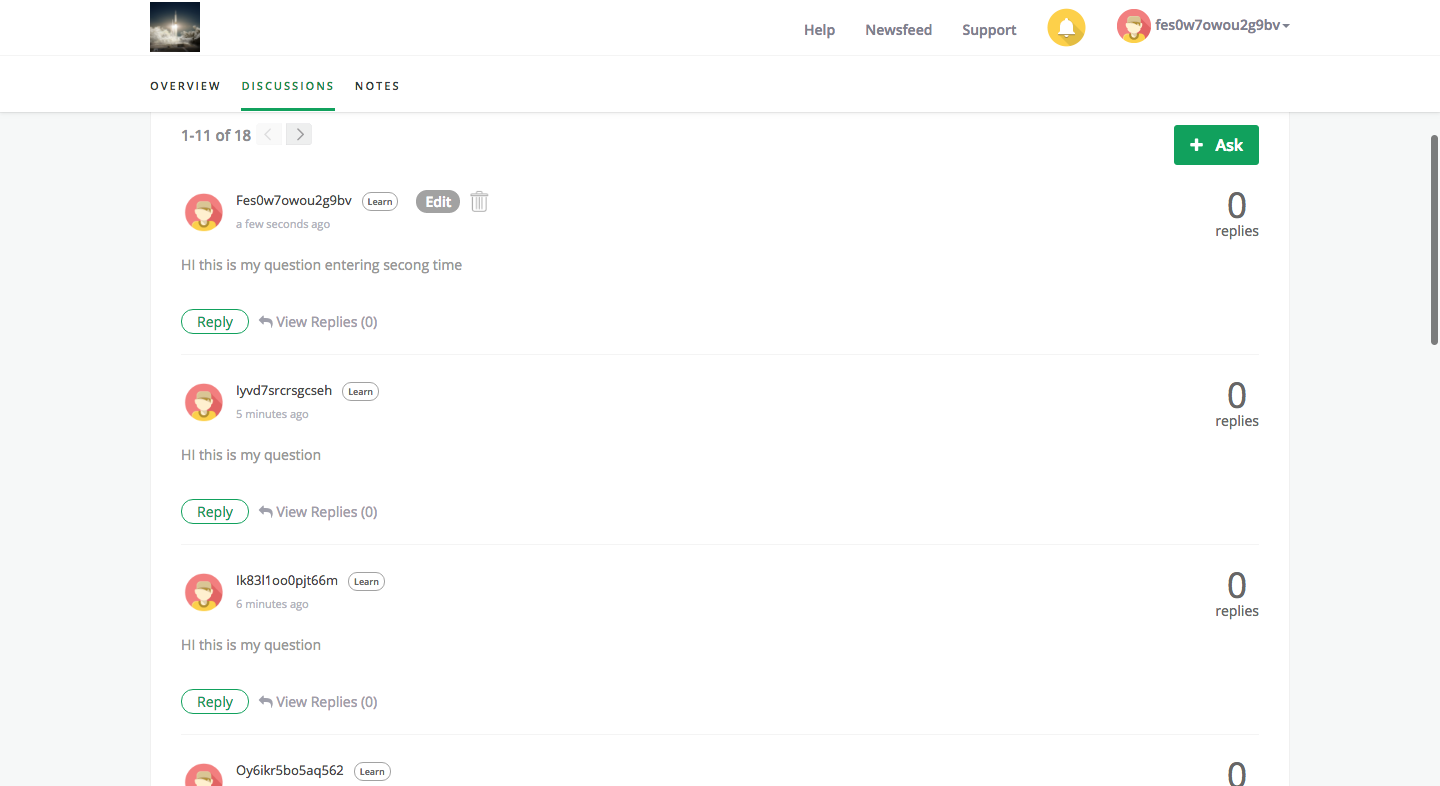 Help Newsfeed Support fes0w7owou2g9bv
OVERVIEW DISCUSSIONS NOTES
1-11 of 18
+ Ask
Fes0w7owou2g9bv Learn Edit
a few seconds ago
0
replies
HI this is my question entering secong time
Reply View Replies (0)
Iyvd7srcrsgcseh Learn
5 minutes ago
0
replies
HI this is my question
Reply View Replies (0)
Ik83l1oo0pjt66m Learn
6 minutes ago
0
replies
HI this is my question
Reply View Replies (0)
Oy6ikr5bo5aq562 Learn
0